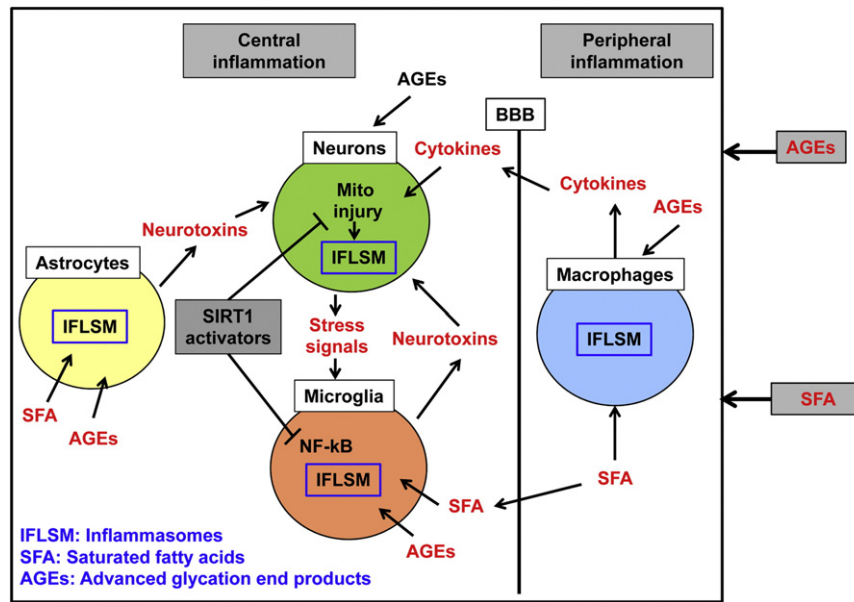 Central
inflammation
Peripheral
inflammation
AGEs
BBB
AGEs
Neurons
Cytokines
Cytokines
Mito
injury
AGEs
Neurotoxins
IFLSM
Astrocytes
Macrophages
IFLSM
SIRT1
activators
Stress
signals
Neurotoxins
IFLSM
Microglia
SFA
SFA
AGEs
NF-kB
IFLSM
SFA
SFA
AGEs
IFLSM: Inflammasomes
SFA: Saturated fatty acids
AGEs: Advanced glycation end products